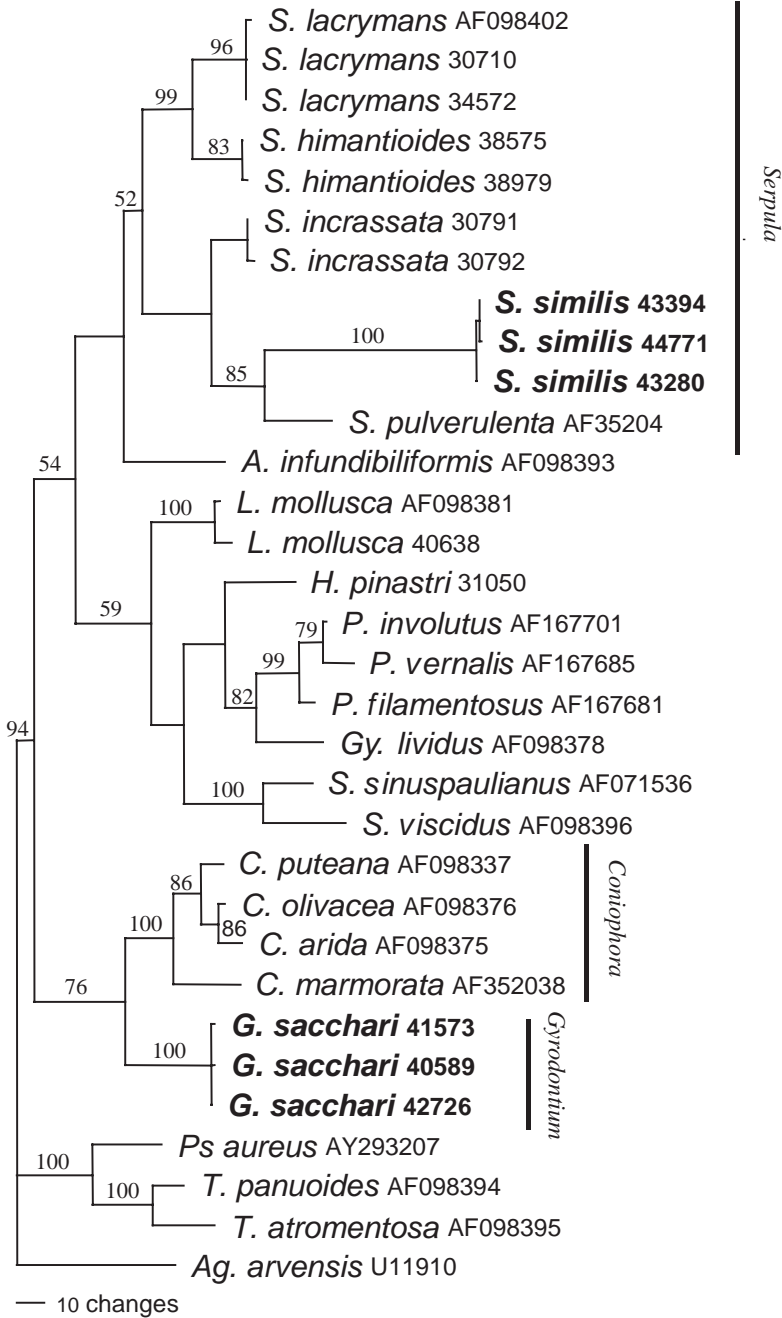 S. lacrymans AF098402
96
S. lacrymans 30710
99
S. lacrymans 34572
S. himantioides 38575
83
S. himantioides 38979
52
S. incrassata 30791
S. incrassata 30792
Serpula
S. similis 43394
100
S. similis 44771
85
S. similis 43280
S. pulverulenta AF35204
54
A. infundibiliformis AF098393
100
L. mollusca AF098381
L. mollusca 40638
H. pinastri 31050
59
79
P. involutus AF167701
99
P. vernalis AF167685
82
P. filamentosus AF167681
94
Gy. lividus AF098378
100
S. sinuspaulianus AF071536
S. viscidus AF098396
C. puteana AF098337
86
C. olivacea AF098376
100
86
C. arida AF098375
Coniophora
76
C. marmorata AF352038
G. sacchari 41573
100
G. sacchari 40589
Gyrodontium
G. sacchari 42726
Ps aureus AY293207
100
T. panuoides AF098394
100
T. atromentosa AF098395
Ag. arvensis U11910
10 changes